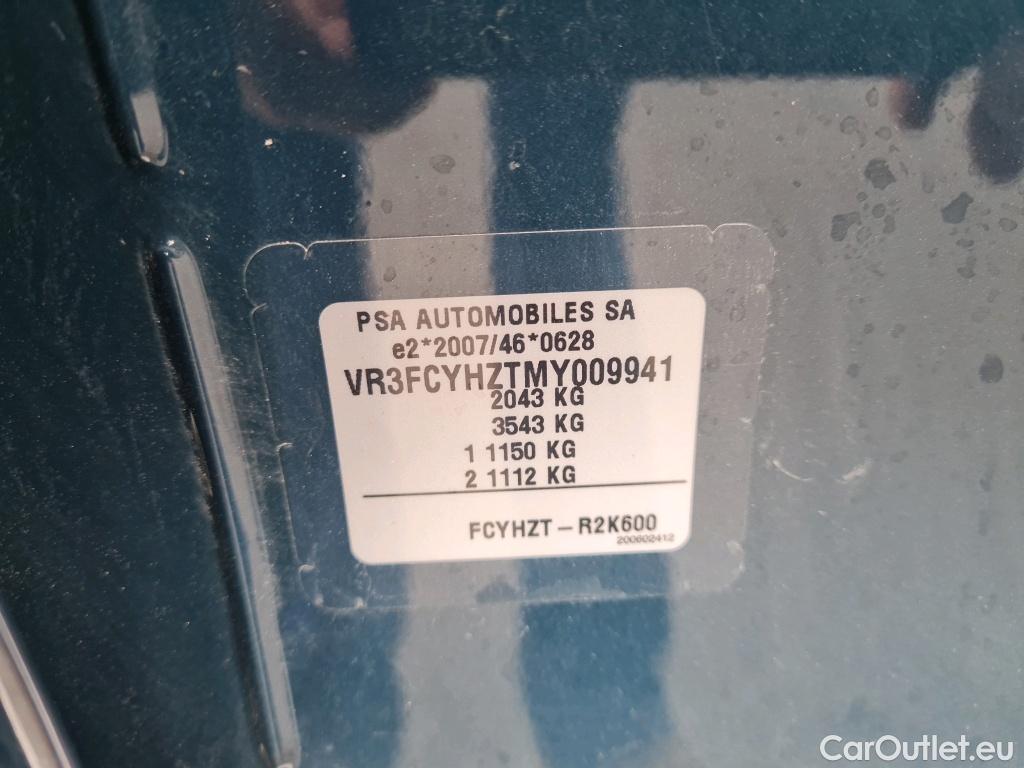 PSA AUTOMOBILES SA
e2*2007/46*0628
VR3FCYHZTMY009941
2043 KG
3543 KG
1 1150 KG
2 1112 KG
FCYHZT - R2K600
200602412
CarOutlet.eu